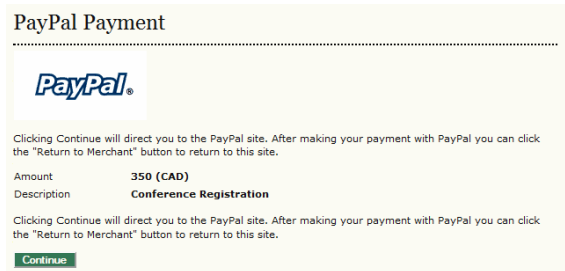 PayPal Payment
PayPal®
Clicking Continue will direct you to the PayPal site. After making your payment with PayPal you can click
the "Return to Merchant" button to return to this site.
Amount 350 (CAD)
Description Conference Registration
Clicking Continue will direct you to the PayPal site. After making your payment with PayPal you can click
the "Return to Merchant" button to return to this site.
Continue